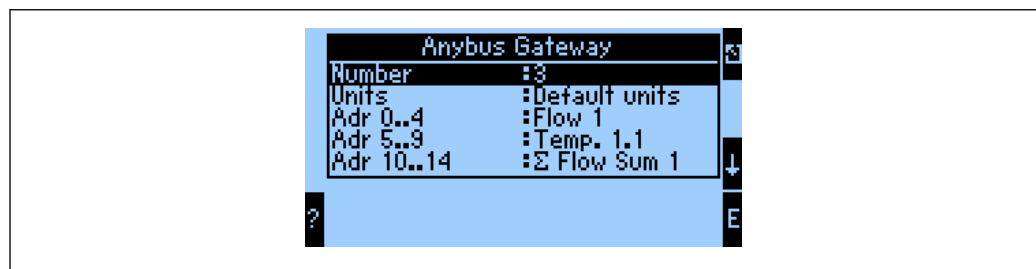 Anybus Gateway
Number :3
Units :Default units
Adr 0..4 :Flow 1
Adr 5..9 :Temp. 1.1
Adr 10..14 :Σ Flow Sum 1
↓
? E